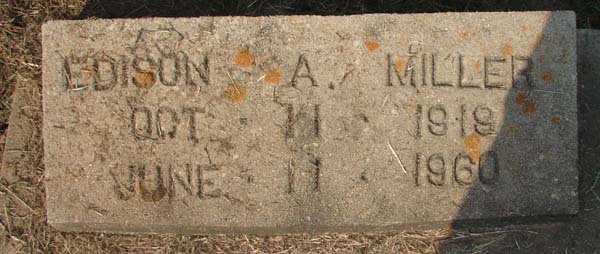 EDISON A. MILLER
OCT 11 1919
JUNE 11 1960